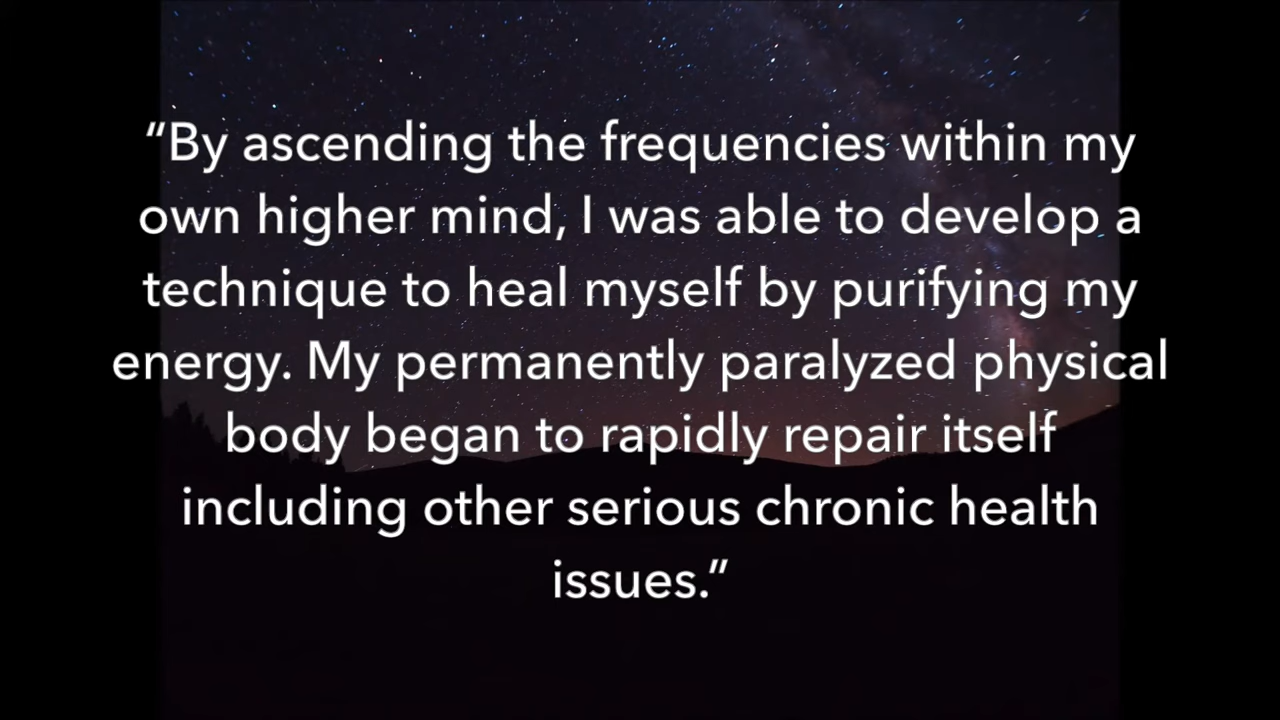 “By ascending the frequencies within my
own higher mind, I was able to develop a
technique to heal myself by purifying my
energy. My permanently paralyzed physical
body began to rapidly repair itself
including other serious chronic health
issues.”